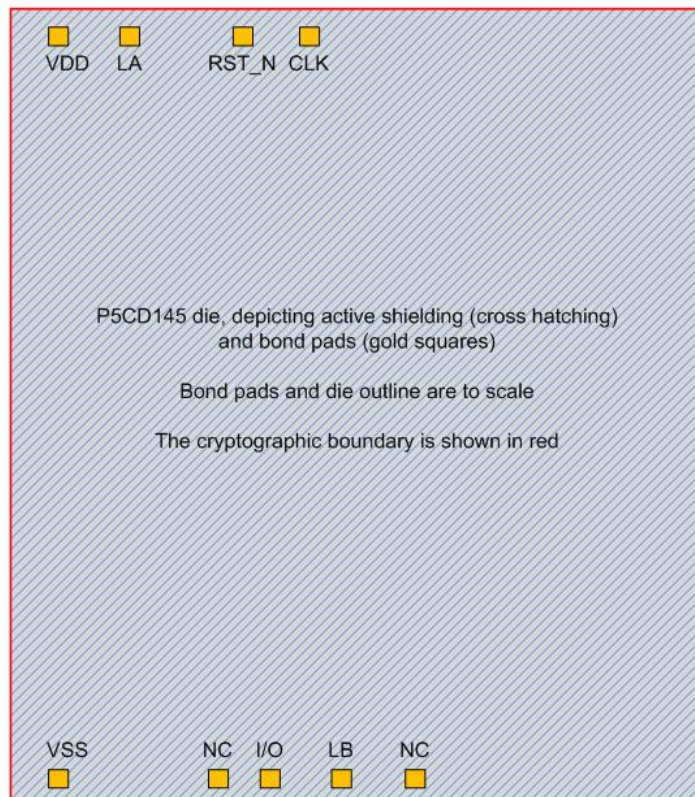 VDD LA RST_N CLK
P5CD145 die, depicting active shielding (cross hatching)
and bond pads (gold squares)
Bond pads and die outline are to scale
The cryptographic boundary is shown in red
VSS NC I/O LB NC